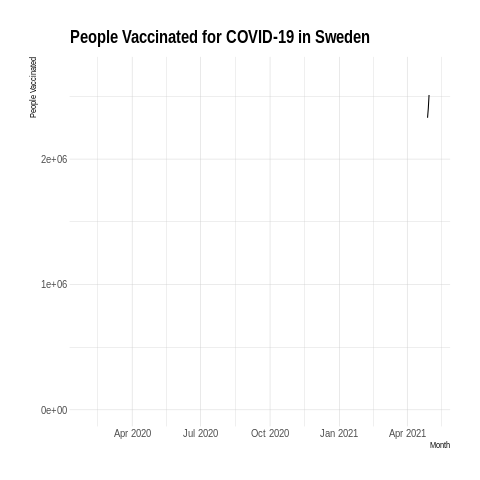 People Vaccinated for COVID-19 in Sweden
People Vaccinated
2e+06
1e+06
0e+00
Apr 2020 Jul 2020 Oct 2020 Jan 2021 Apr 2021
Month